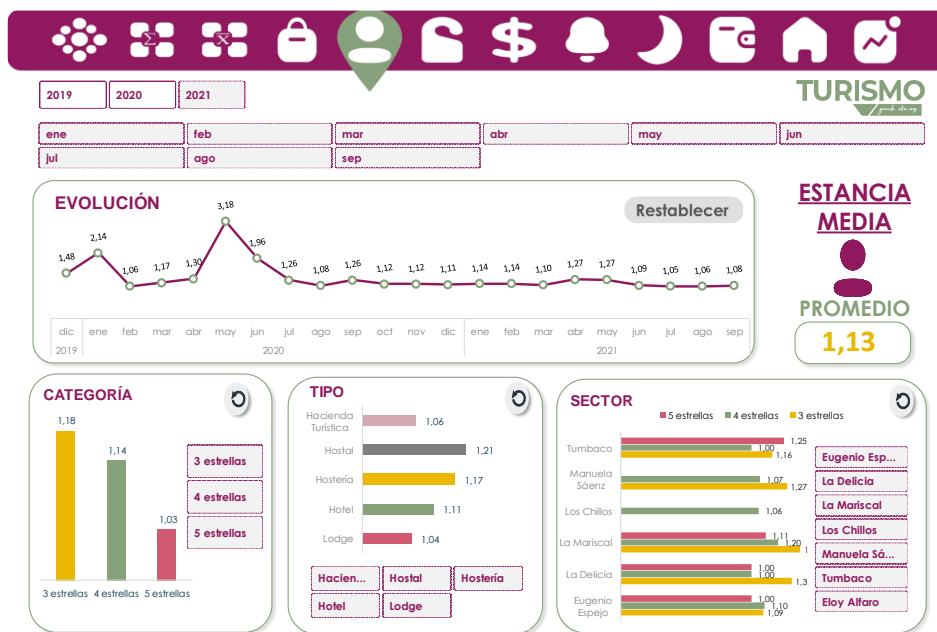 2019 2020 2021
TURISMO
ene feb mar abr may jun
jul ago sep
EVOLUCIÓN
Restablecer
1,48 2,14 1,06 1,17 1,30 3,18 1,96 1,26 1,08 1,26 1,12 1,12 1,11 1,14 1,14 1,10 1,27 1,27 1,09 1,05 1,06 1,08
dic ene feb mar abr may jun jul ago sep oct nov dic ene feb mar abr may jun jul ago sep
2019 2020 2021
ESTANCIA
MEDIA
PROMEDIO
1,13
CATEGORÍA
1,18
1,14
1,03
3 estrellas 4 estrellas 5 estrellas
3 estrellas
4 estrellas
5 estrellas
TIPO
Hacienda
Turística
1,06
Hostal 1,21
Hostería 1,17
Hotel 1,11
Lodge 1,04
Hacien... Hostal Hostería
Hotel Lodge
SECTOR
5 estrellas 4 estrellas 3 estrellas
Tumbaco
1,25
1,00
1,16
Manuela
Sáenz
1,07
1,27
Los Chillos 1,06
La Mariscal
1,11
1,20
1
La Delicia
1,00
1,00
1,3
Eugenio
Espejo
1,00
1,10
1,09
Eugenio Esp...
La Delicia
La Mariscal
Los Chillos
Manuela Sá...
Tumbaco
Eloy Alfaro